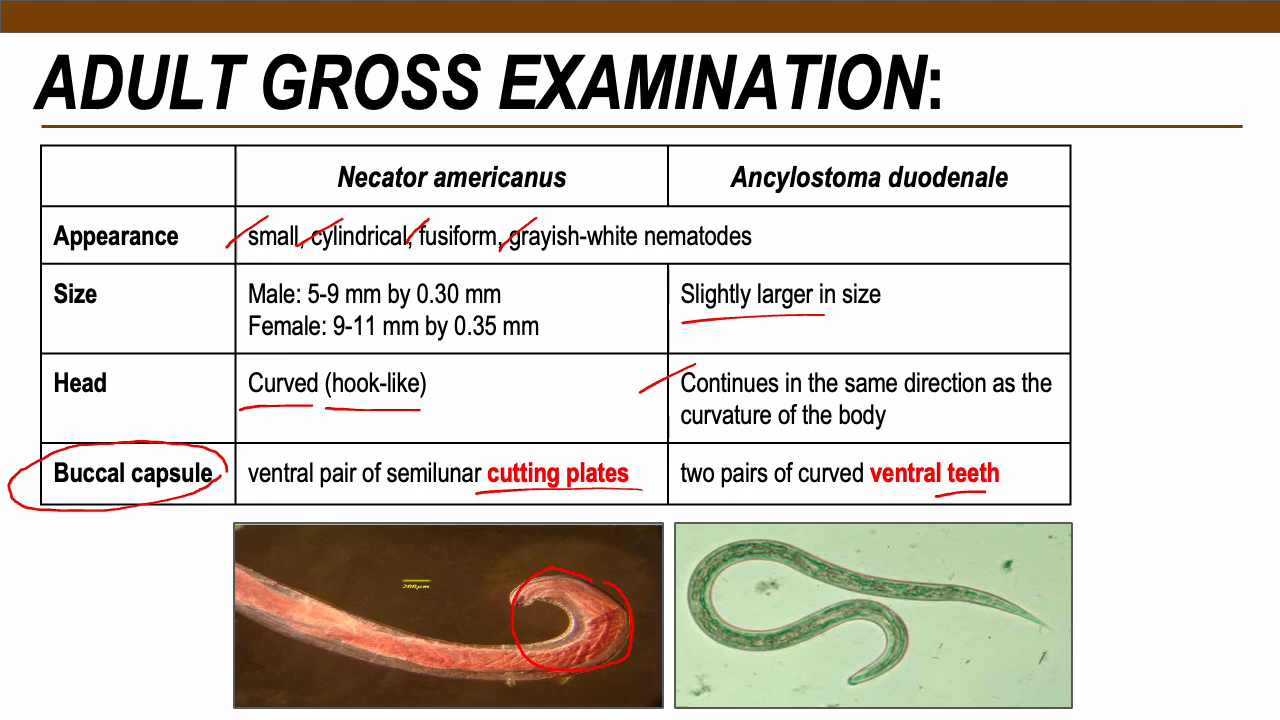 ADULT GROSS EXAMINATION:
Necator americanus
Ancylostoma duodenale
Appearance
small, cylindrical, fusiform, grayish-white nematodes
Size
Male: 5-9 mm by 0.30 mm
Female: 9-11 mm by 0.35 mm
Slightly larger in size
Head
Curved (hook-like)
Continues in the same direction as the
curvature of the body
Buccal capsule
ventral pair of semilunar cutting plates
two pairs of curved ventral teeth
200µm